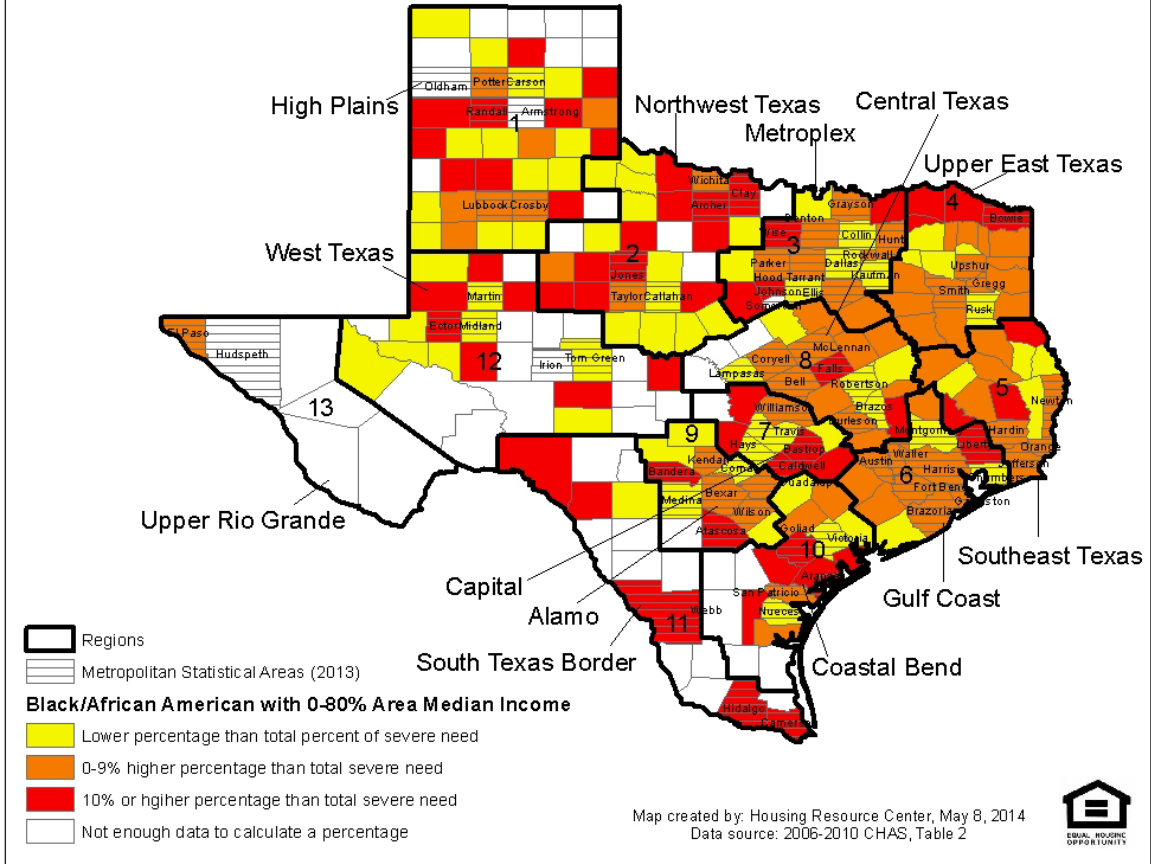 High Plains
Northwest Texas
Central Texas
Metroplex
Upper East Texas
West Texas
Upper Rio Grande
Capital
Alamo
South Texas Border
Coastal Bend
Gulf Coast
Southeast Texas
Oldham
Potter
Carson
Randall
Armstrong
1
Lubbock
Crosby
Wichita
Clay
Archer
2
Jones
Taylor
Callahan
Denton
Grayson
Wise
3
Collin
Hunt
Rockwall
Parker
Dallas
Kaufman
Hood
Tarrant
Johnson
Ellis
4
Bowie
Upshur
Gregg
Smith
Rusk
Martin
Ector
Midland
12
Irion
Tom Green
El Paso
Hudspeth
13
McLennan
Coryell
8
Falls
Lampasas
Bell
Robertson
Brazos
Burleson
5
Newton
Hardin
Orange
Jefferson
Williamson
7
Travis
Hays
Bastrop
Caldwell
Montgomery
Liberty
Austin
Waller
6
Harris
Chambers
Fort Bend
Galveston
Brazoria
9
Kendall
Bandera
Comal
Guadalupe
Medina
Bexar
Wilson
Atascosa
Goliad
Victoria
10
San Patricio
Nueces
Webb
11
Hidalgo
Cameron
Regions
Metropolitan Statistical Areas (2013)
Black/African American with 0-80% Area Median Income
Lower percentage than total percent of severe need
0-9% higher percentage than total severe need
10% or hgiher percentage than total severe need
Not enough data to calculate a percentage
Map created by: Housing Resource Center, May 8, 2014
Data source: 2006-2010 CHAS, Table 2
EQUAL HOUSING
OPPORTUNITY